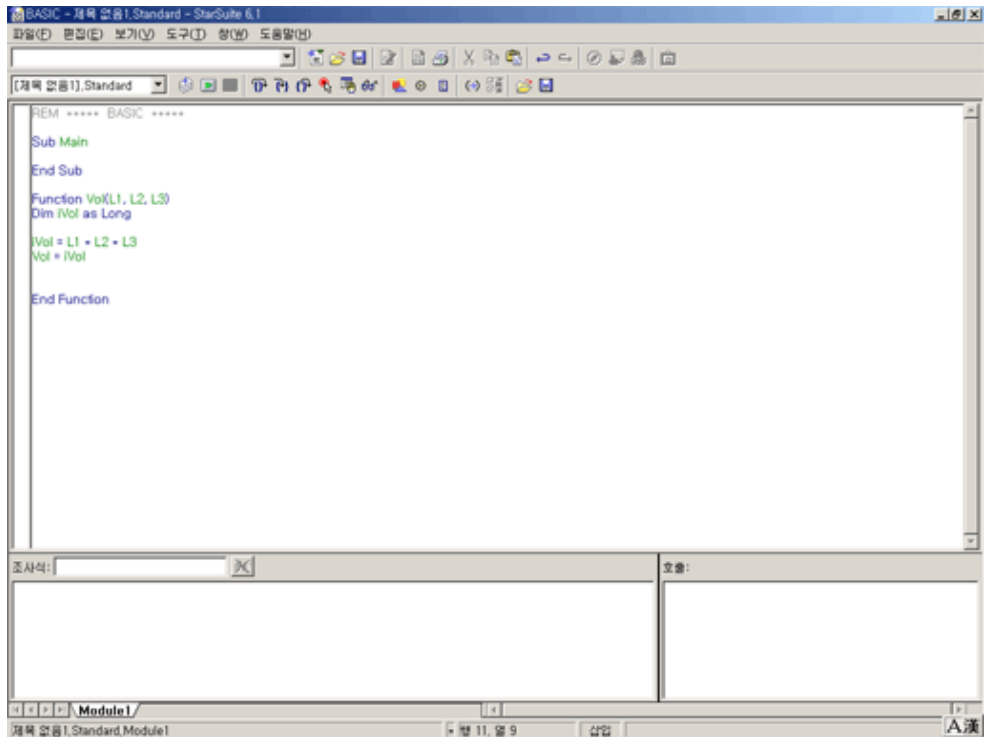 BASIC - 제목 없음1.Standard - StarSuite 6.1
파일(F) 편집(E) 보기(V) 도구(T) 창(W) 도움말(H)
[제목 없음1].Standard
REM ***** BASIC *****
Sub Main
End Sub
Function Vol(L1, L2, L3)
Dim iVol as Long
iVol = L1 * L2 * L3
Vol = iVol
End Function
조사식:
호출:
Module1
제목 없음1.Standard.Module1
행 11, 열 9
삽입
A漢